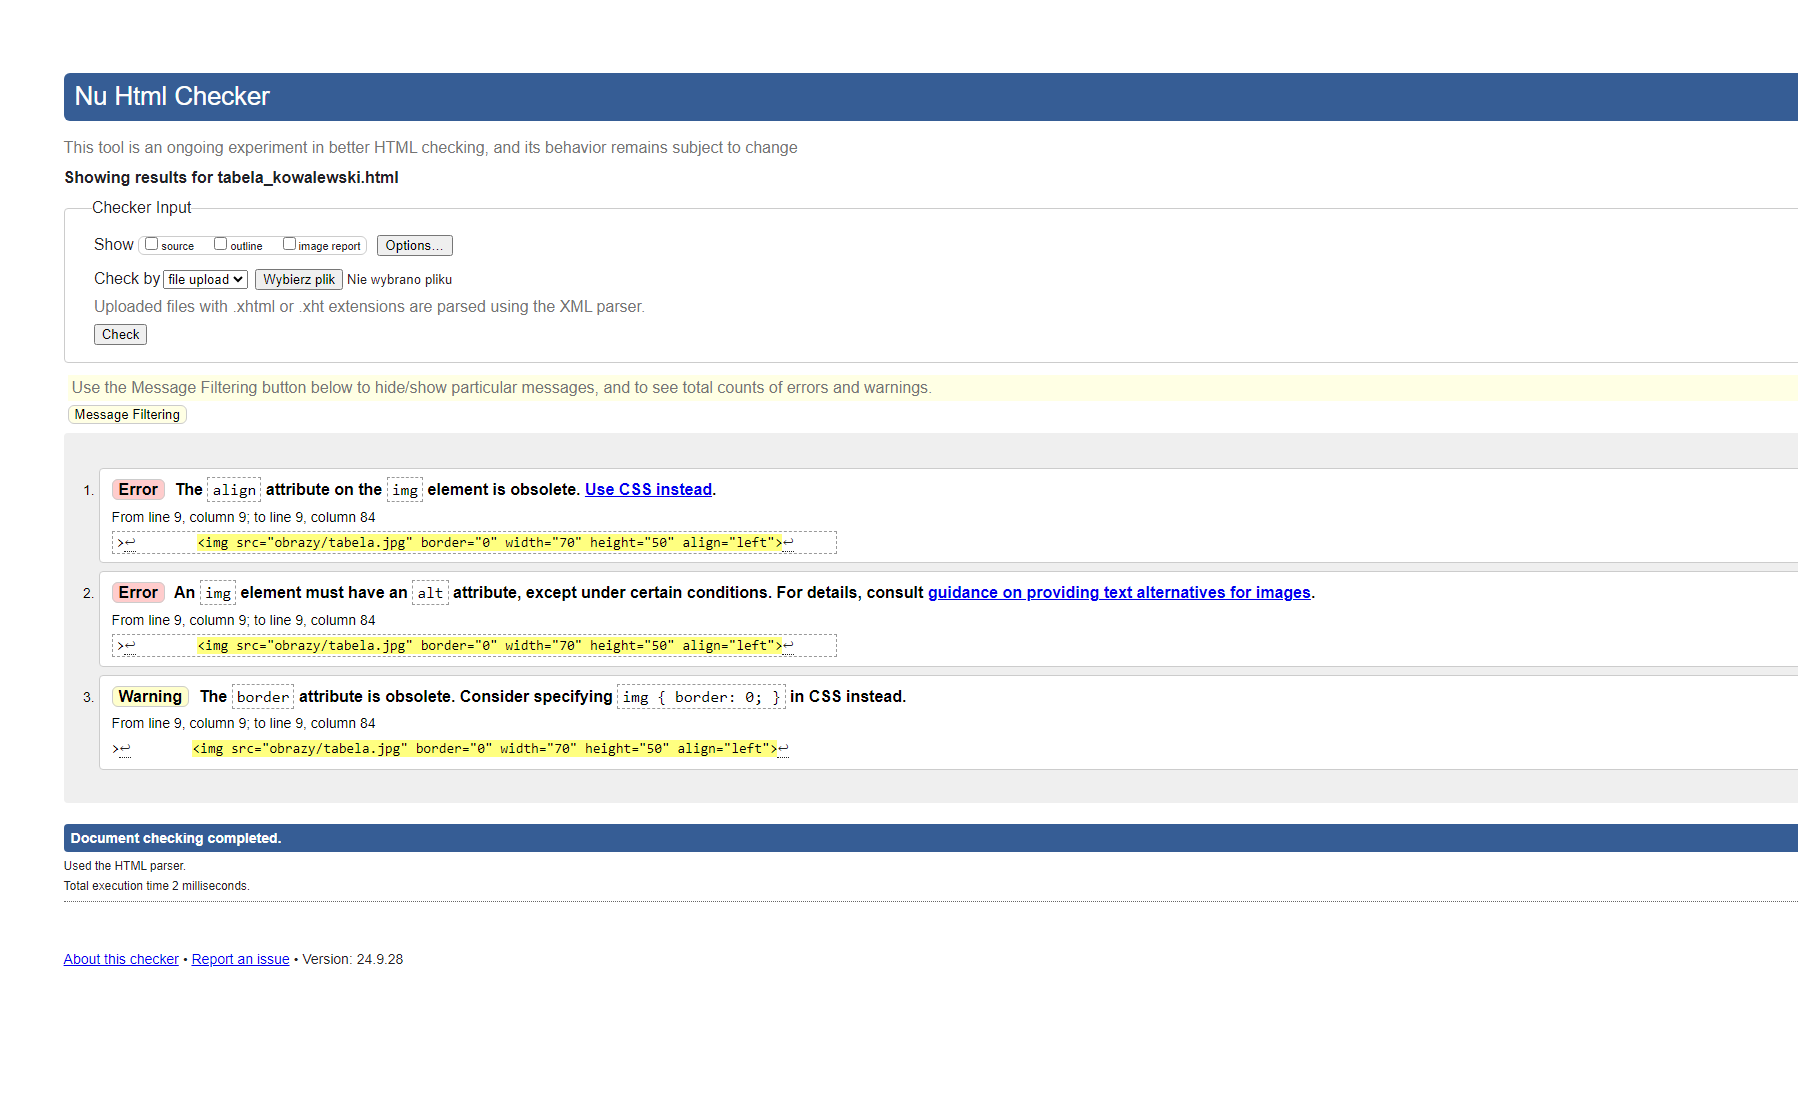 Nu Html Checker
This tool is an ongoing experiment in better HTML checking, and its behavior remains subject to change
Showing results for tabela_kowalewski.html
Checker Input
Show source outline image report Options...
Check by file upload Wybierz plik Nie wybrano pliku
Uploaded files with .xhtml or .xht extensions are parsed using the XML parser.
Check
Use the Message Filtering button below to hide/show particular messages, and to see total counts of errors and warnings.
Message Filtering
1. Error The align attribute on the img element is obsolete. Use CSS instead.
From line 9, column 9; to line 9, column 84
>↩ <img src="obrazy/tabela.jpg" border="0" width="70" height="50" align="left">↩
2. Error An img element must have an alt attribute, except under certain conditions. For details, consult guidance on providing text alternatives for images.
From line 9, column 9; to line 9, column 84
>↩ <img src="obrazy/tabela.jpg" border="0" width="70" height="50" align="left">↩
3. Warning The border attribute is obsolete. Consider specifying img { border: 0; } in CSS instead.
From line 9, column 9; to line 9, column 84
>↩ <img src="obrazy/tabela.jpg" border="0" width="70" height="50" align="left">↩
Document checking completed.
Used the HTML parser.
Total execution time 2 milliseconds.
About this checker • Report an issue • Version: 24.9.28